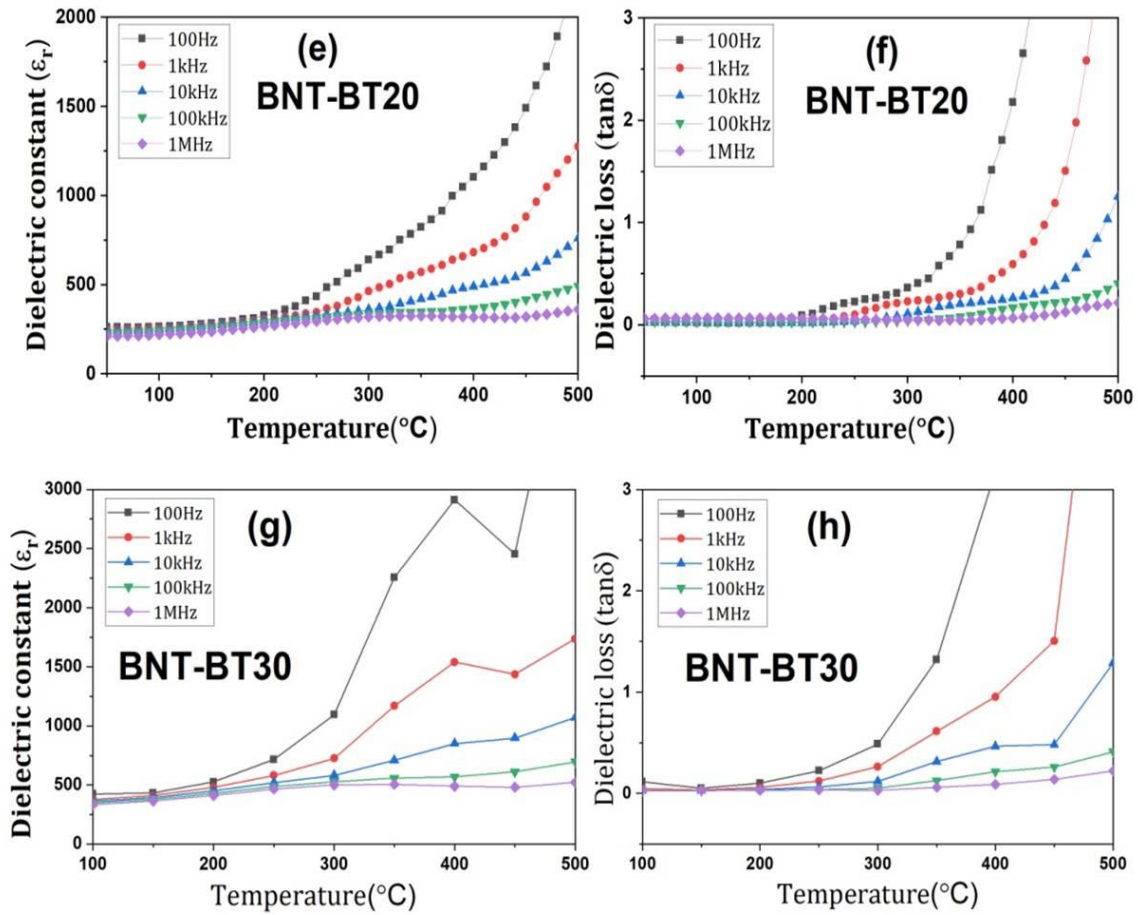 (e)
BNT-BT20
100Hz
1kHz
10kHz
100kHz
1MHz
Dielectric constant (εr)
2000
1500
1000
500
0
100 200 300 400 500
Temperature(°C)
(f)
BNT-BT20
100Hz
1kHz
10kHz
100kHz
1MHz
Dielectric loss (tanδ)
3
2
1
0
100 200 300 400 500
Temperature(°C)
(g)
BNT-BT30
100Hz
1kHz
10kHz
100kHz
1MHz
Dielectric constant (εr)
3000
2500
2000
1500
1000
500
0
100 200 300 400 500
Temperature(°C)
(h)
BNT-BT30
100Hz
1kHz
10kHz
100kHz
1MHz
Dielectric loss (tanδ)
3
2
1
0
100 200 300 400 500
Temperature(°C)